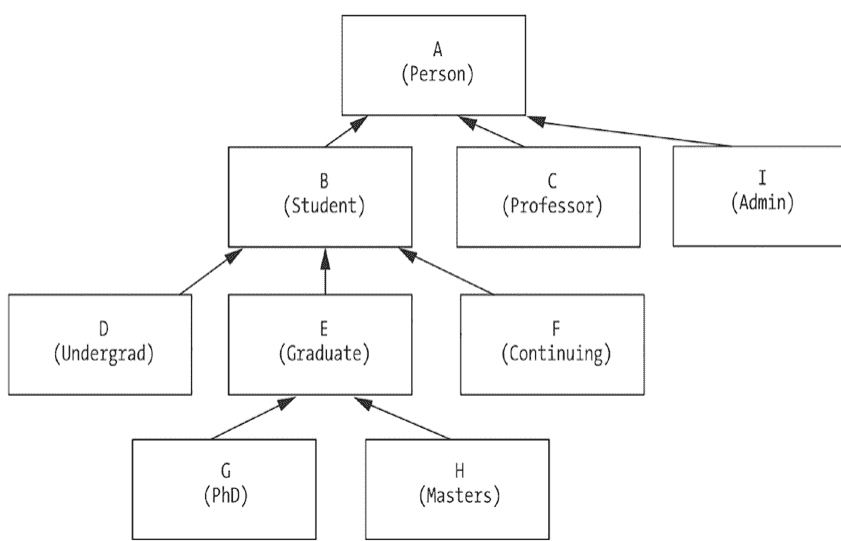 A
(Person)
B
(Student)
C
(Professor)
I
(Admin)
D
(Undergrad)
E
(Graduate)
F
(Continuing)
G
(PhD)
H
(Masters)